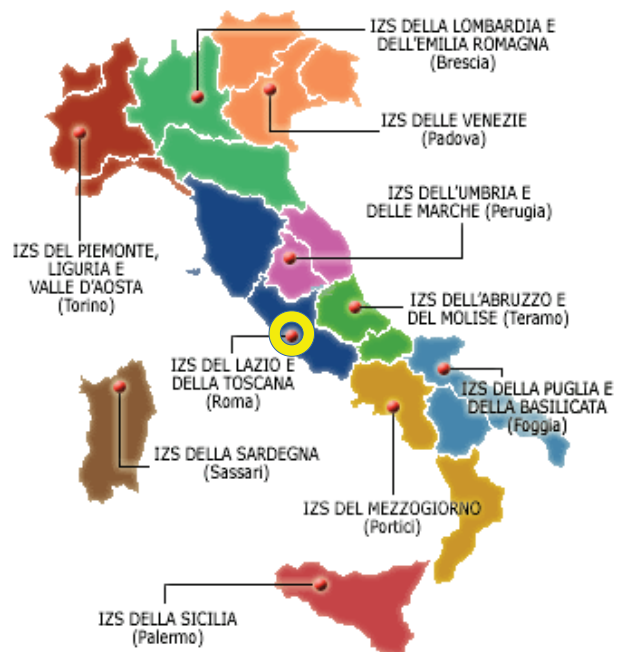 IZS DELLA LOMBARDIA E
DELL'EMILIA ROMAGNA
(Brescia)
IZS DELLE VENEZIE
(Padova)
IZS DELL'UMBRIA E
DELLE MARCHE (Perugia)
IZS DEL PIEMONTE,
LIGURIA E
VALLE D'AOSTA
(Torino)
IZS DELL'ABRUZZO E
DEL MOLISE (Teramo)
IZS DEL LAZIO E
DELLA TOSCANA
(Roma)
IZS DELLA PUGLIA E
DELLA BASILICATA
(Foggia)
IZS DELLA SARDEGNA
(Sassari)
IZS DEL MEZZOGIORNO
(Portici)
IZS DELLA SICILIA
(Palermo)